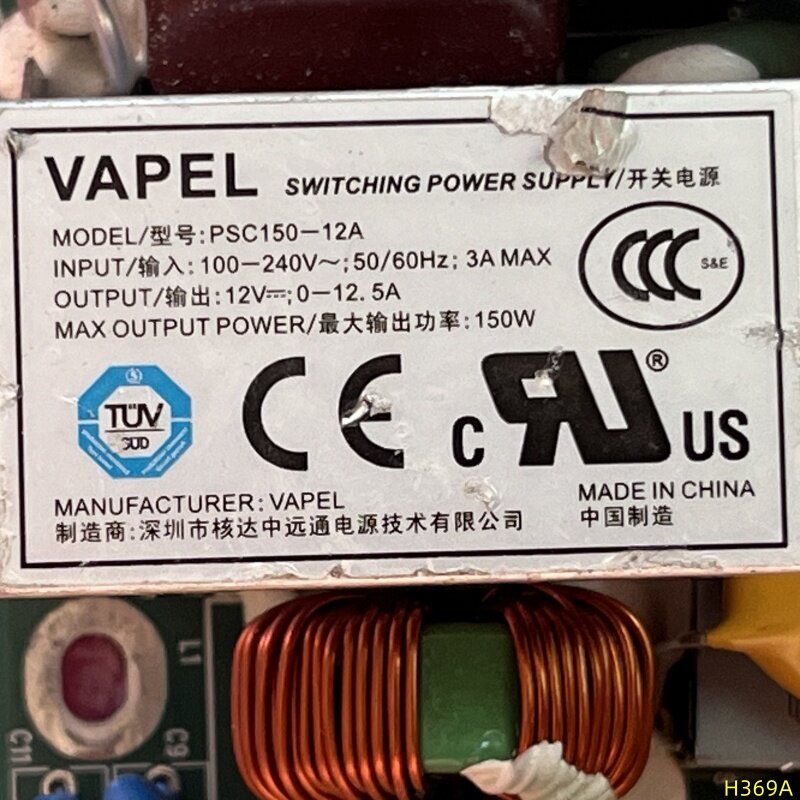 VAPEL SWITCHING POWER SUPPLY/开关电源
MODEL/型号:PSC150-12A
INPUT/输入:100-240V~;50/60Hz; 3A MAX
OUTPUT/输出:12V⎓;0-12.5A
MAX OUTPUT POWER/最大输出功率:150W
CCC S&E
TÜV
SÜD
CE
c RU ® US
MANUFACTURER: VAPEL
制造商:深圳市核达中远通电源技术有限公司
MADE IN CHINA
中国制造
L1
C11
C9
H369A